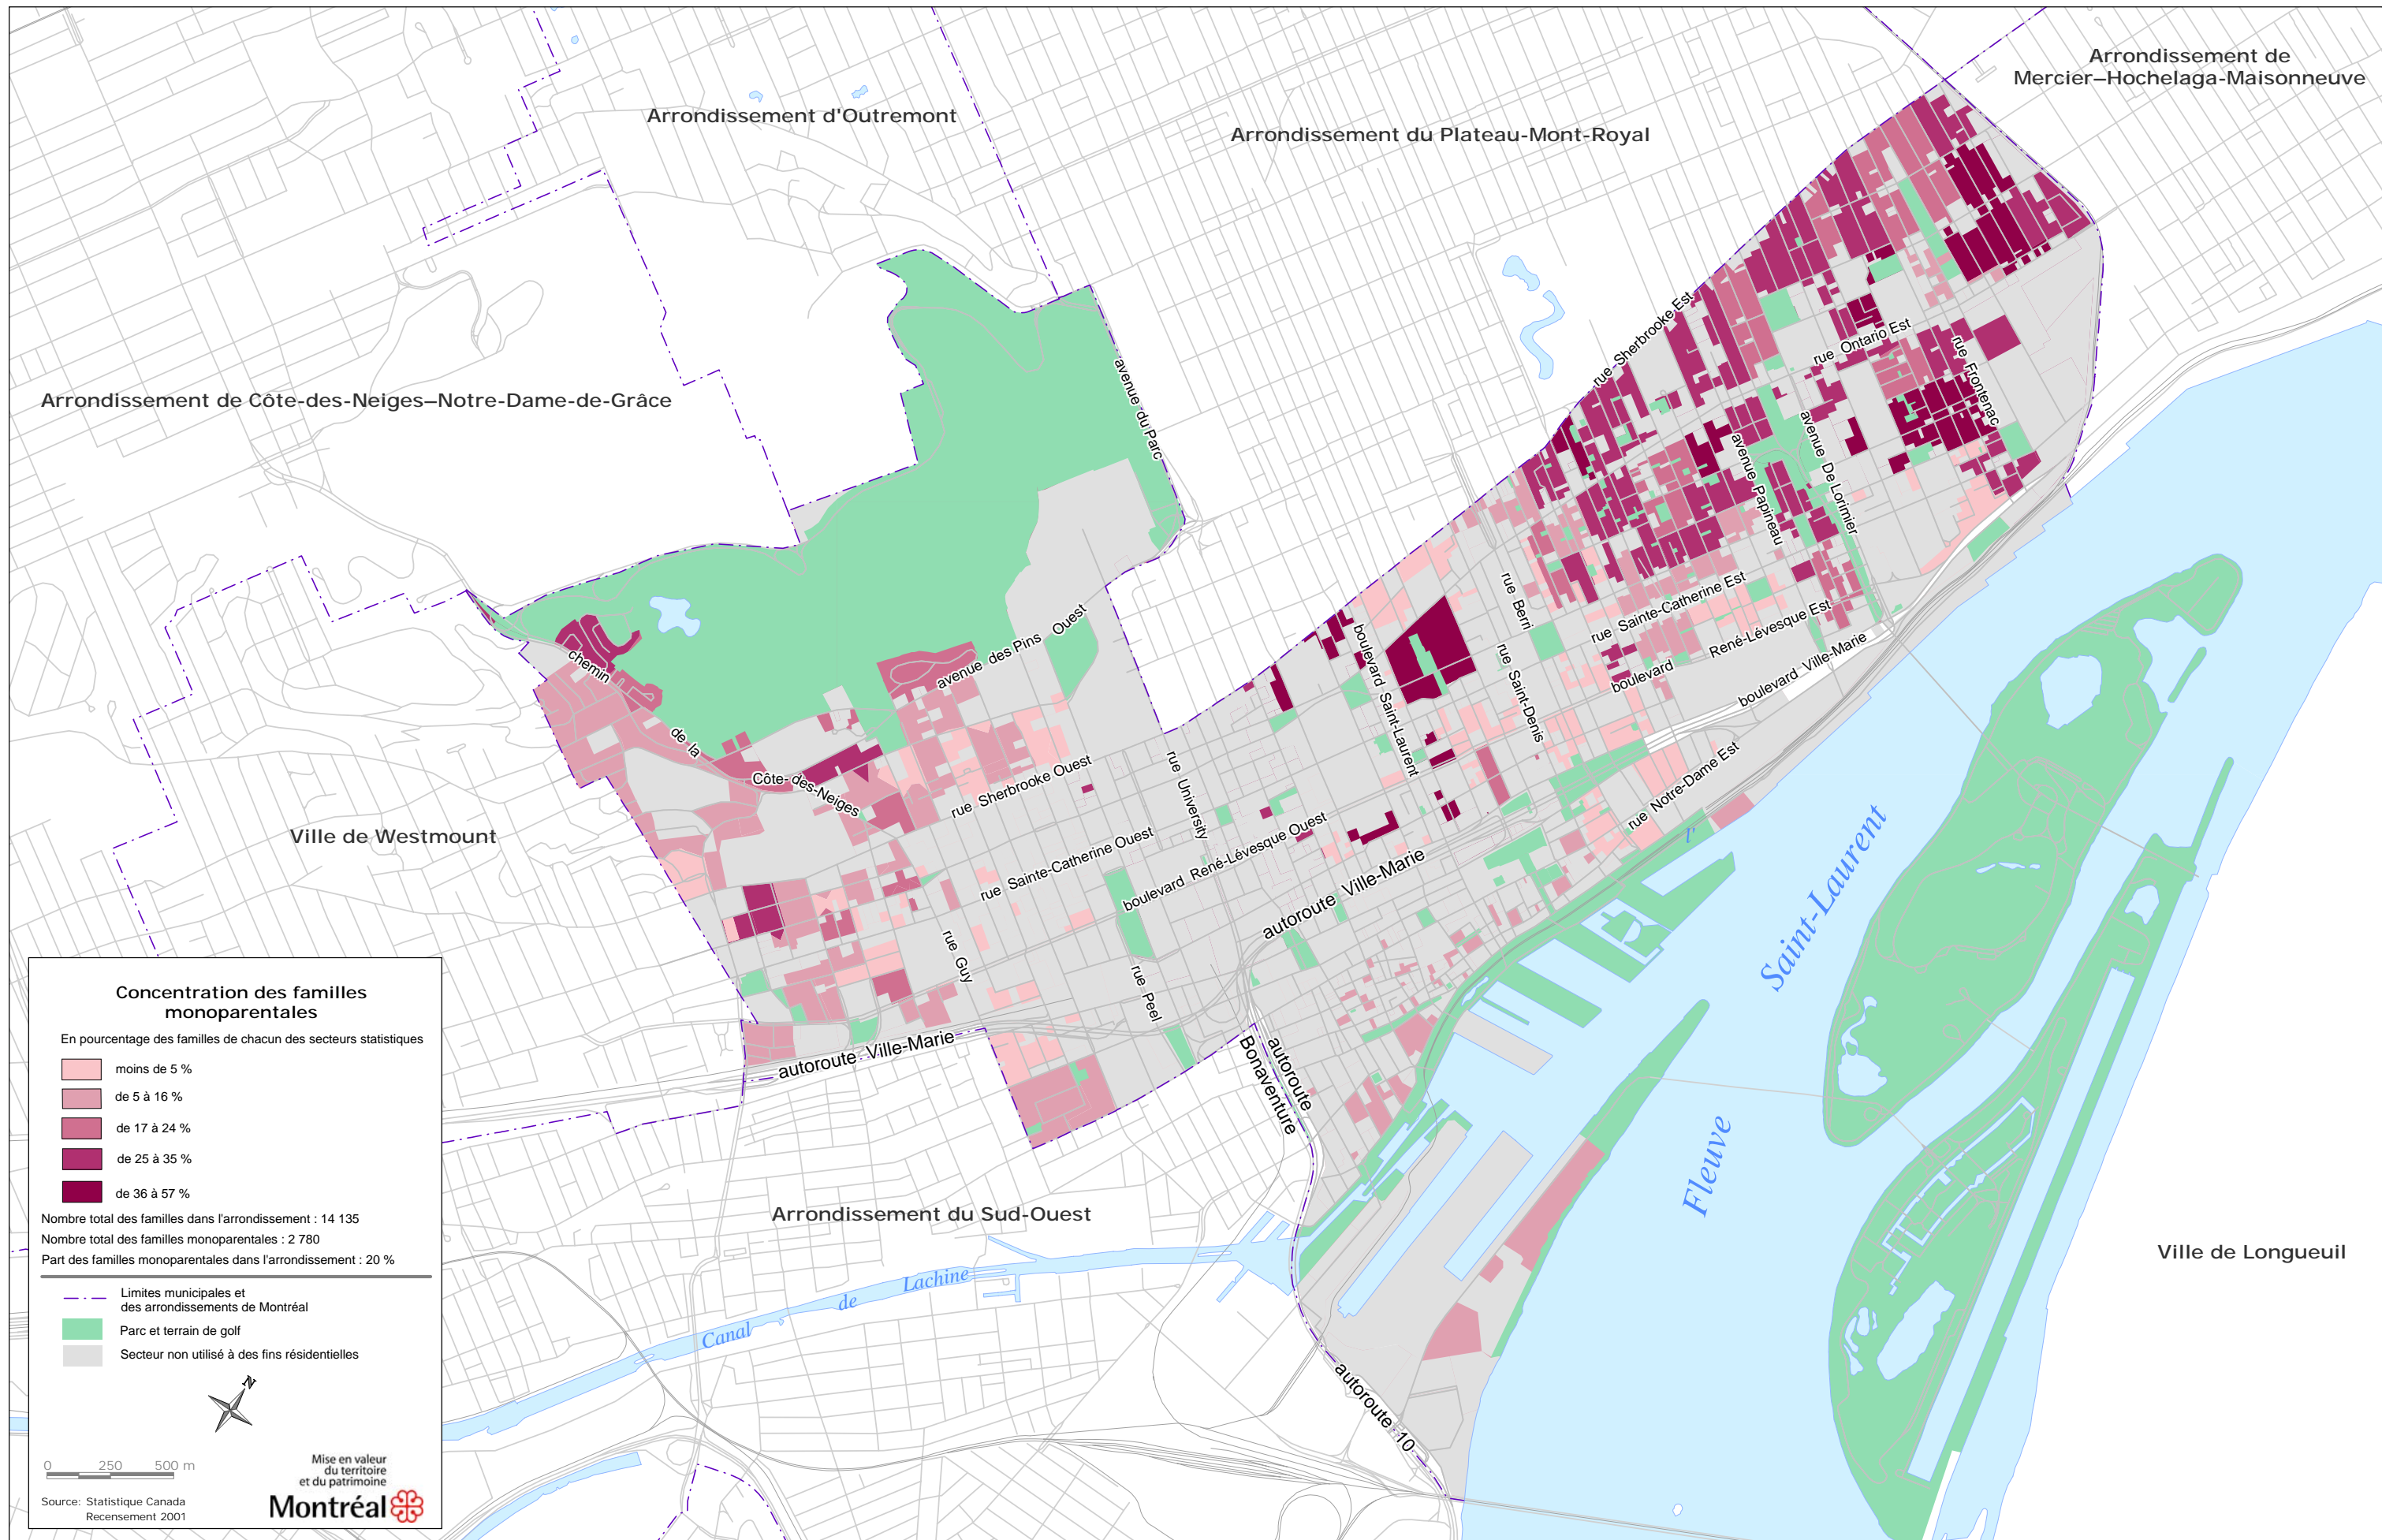 Arrondissement de
Mercier–Hochelaga-Maisonneuve
Arrondissement d'Outremont
Arrondissement du Plateau-Mont-Royal
Arrondissement de Côte-des-Neiges–Notre-Dame-de-Grâce
avenue du Parc
rue Sherbrooke Est
rue Ontario Est
rue Frontenac
avenue De Lorimier
avenue Papineau
rue Berri
rue Sainte-Catherine Est
boulevard René-Lévesque Est
boulevard Ville-Marie
avenue des Pins Ouest
boulevard Saint-Laurent
rue Saint-Denis
chemin de la Côte-des-Neiges
rue Sherbrooke Ouest
rue University
rue Notre-Dame Est
Ville de Westmount
rue Sainte-Catherine Ouest
boulevard René-Lévesque Ouest
autoroute Ville-Marie
rue Guy
rue Peel
autoroute Ville-Marie
autoroute
Bonaventure
Fleuve Saint-Laurent
l'
Arrondissement du Sud-Ouest
Ville de Longueuil
Canal de Lachine
autoroute 10
Concentration des familles
monoparentales
En pourcentage des familles de chacun des secteurs statistiques
moins de 5 %
de 5 à 16 %
de 17 à 24 %
de 25 à 35 %
de 36 à 57 %
Nombre total des familles dans l'arrondissement : 14 135
Nombre total des familles monoparentales : 2 780
Part des familles monoparentales dans l'arrondissement : 20 %
Limites municipales et
des arrondissements de Montréal
Parc et terrain de golf
Secteur non utilisé à des fins résidentielles
N
0 250 500 m
Mise en valeur
du territoire
et du patrimoine
Montréal
Source: Statistique Canada
Recensement 2001